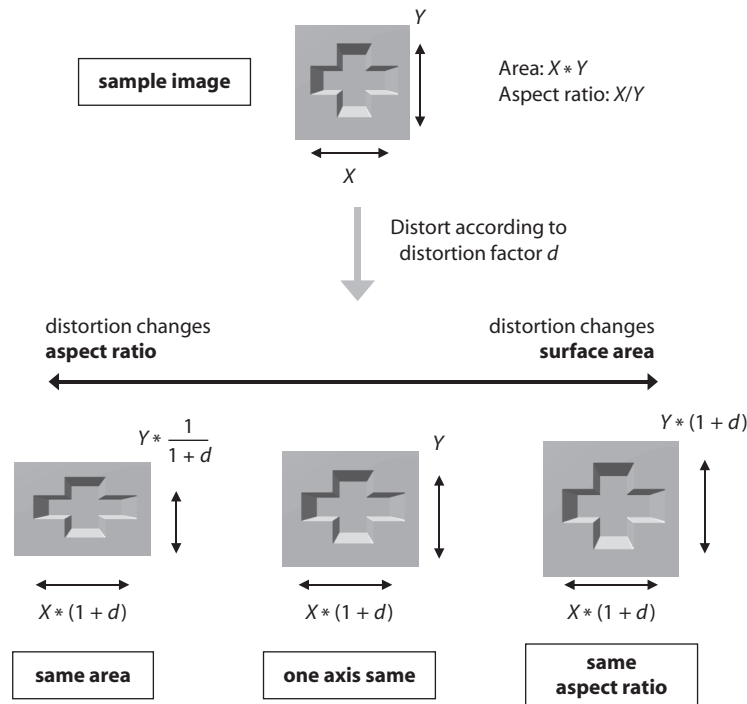 Y
sample image
Area: X * Y
Aspect ratio: X/Y
X
Distort according to
distortion factor d
distortion changes
aspect ratio
distortion changes
surface area
Y * 1/(1 + d)
Y
Y * (1 + d)
X * (1 + d)
X * (1 + d)
X * (1 + d)
same area
one axis same
same
aspect ratio